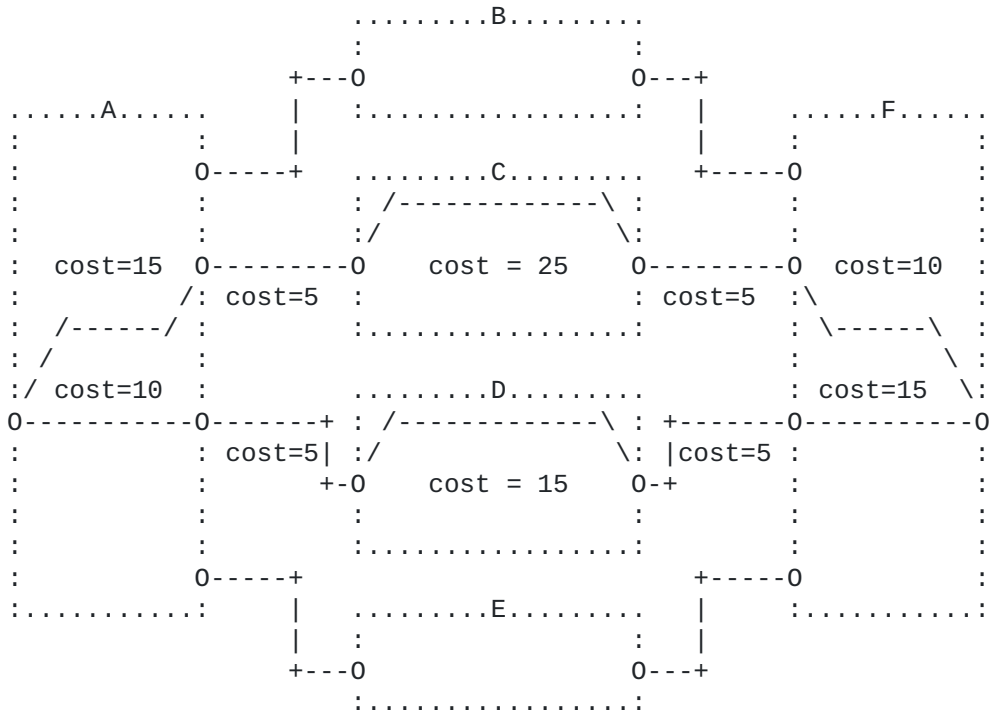 .........B.........
:                 :
+---O                 O---+
......A......     |   :.................:   |     ......F......
:           :     |                         |     :           :
:           O-----+   .........C.........   +-----O           :
:           :         : /-------------\ :         :           :
:           :         :/               \:         :           :
:  cost=15  O---------O    cost = 25    O---------O  cost=10  :
:          /: cost=5  :                 : cost=5  :\          :
:  /------/ :         :.................:         : \------\  :
: /         :                                     :         \ :
:/ cost=10  :         .........D.........         : cost=15  \:
O-----------O-------+ : /-------------\ : +-------O-----------O
:           : cost=5| :/               \: |cost=5 :           :
:           :       +-O    cost = 15    O-+       :           :
:           :         :                 :         :           :
:           :         :.................:         :           :
:           O-----+                         +-----O           :
:...........:     |   .........E.........   |     :...........:
|   :                 :   |
+---O                 O---+
:.................: